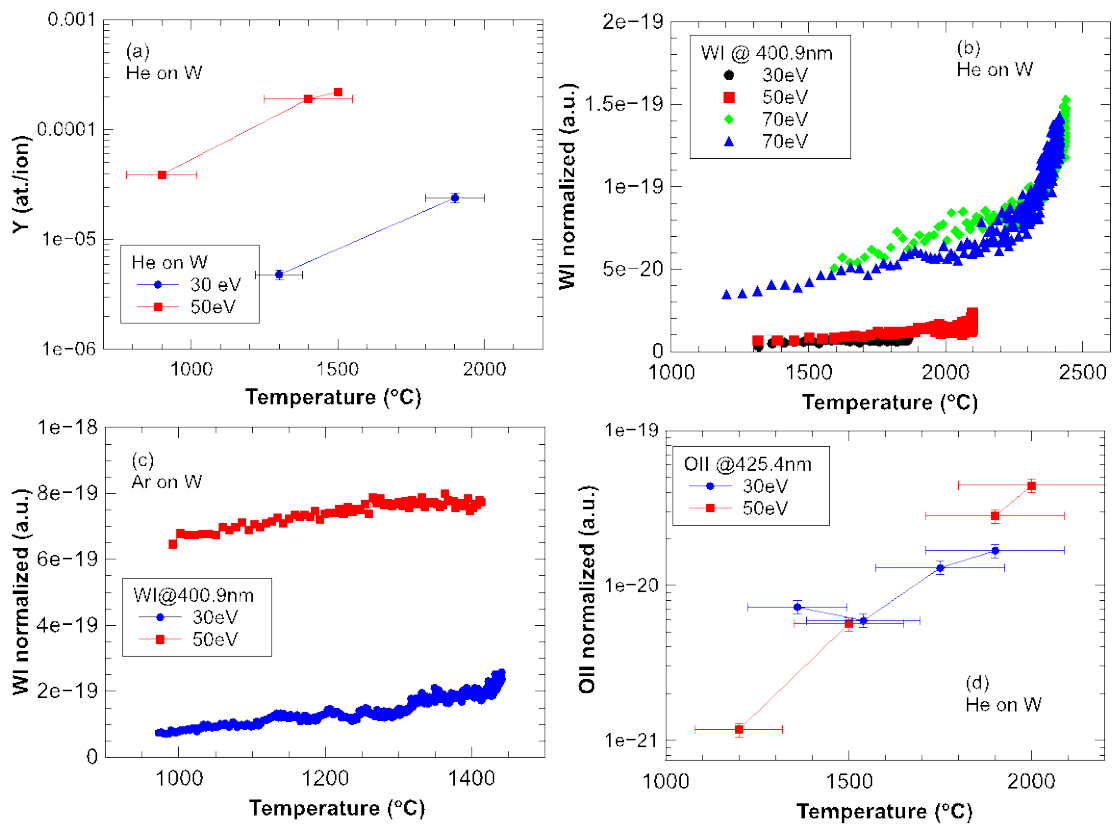 0.001
0.0001
1e−05
1e−06
Y (at./ion)
(a)
He on W
He on W
30 eV
50eV
1000
1500
2000
Temperature (°C)
2e−19
1.5e−19
1e−19
5e−20
0
WI normalized (a.u.)
WI @ 400.9nm
30eV
50eV
70eV
70eV
(b)
He on W
1000
1500
2000
2500
Temperature (°C)
1e−18
8e−19
6e−19
4e−19
2e−19
0
WI normalized (a.u.)
(c)
Ar on W
WI@400.9nm
30eV
50eV
1000
1200
1400
Temperature (°C)
1e−19
1e−20
1e−21
OII normalized (a.u.)
OII @425.4nm
30eV
50eV
(d)
He on W
1000
1500
2000
Temperature (°C)